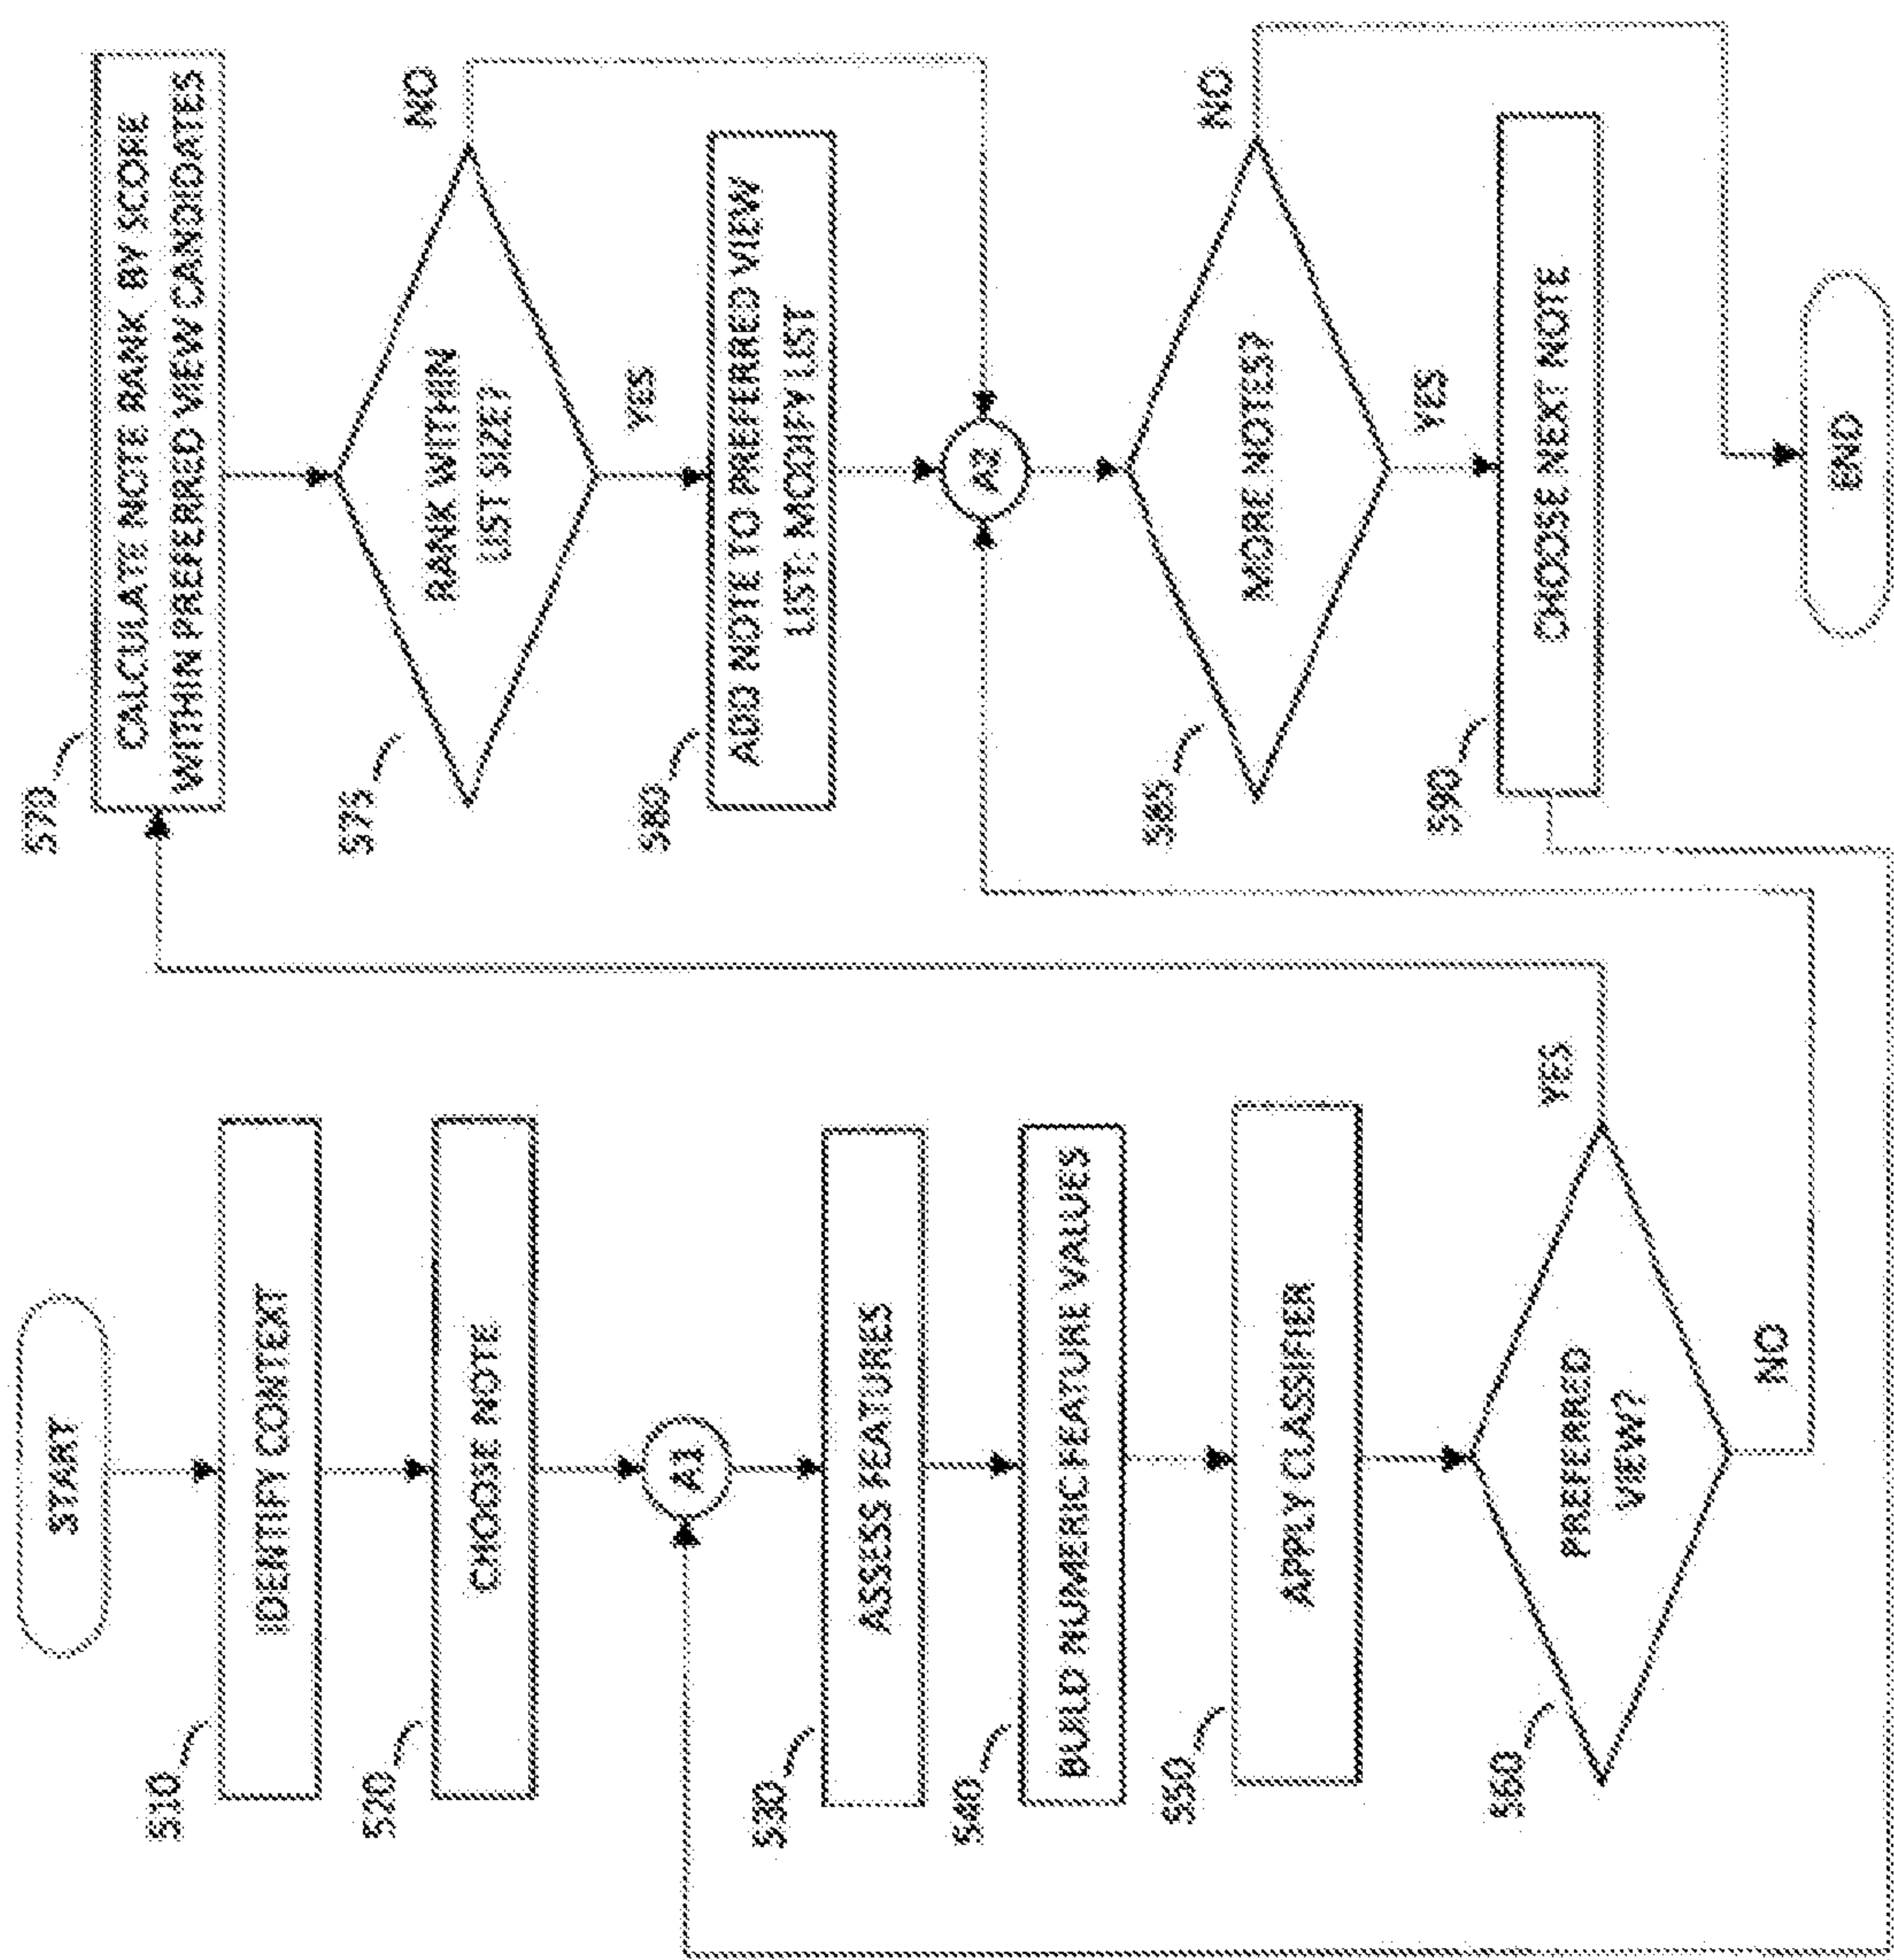 START
510
IDENTIFY CONTEXT
520
CHOOSE NOTE
A1
530
ASSESS FEATURES
540
BUILD NUMERIC FEATURE VALUES
550
APPLY CLASSIFIER
560
PREFERRED
VIEW?
YES
NO
570
CALCULATE NOTE RANK BY SCORE
WITHIN PREFERRED VIEW CANDIDATES
575
RANK WITHIN
LIST SIZE?
NO
YES
580
ADD NOTE TO PREFERRED VIEW
LIST: MODIFY LIST
A2
585
MORE NOTES?
NO
YES
590
CHOOSE NEXT NOTE
END